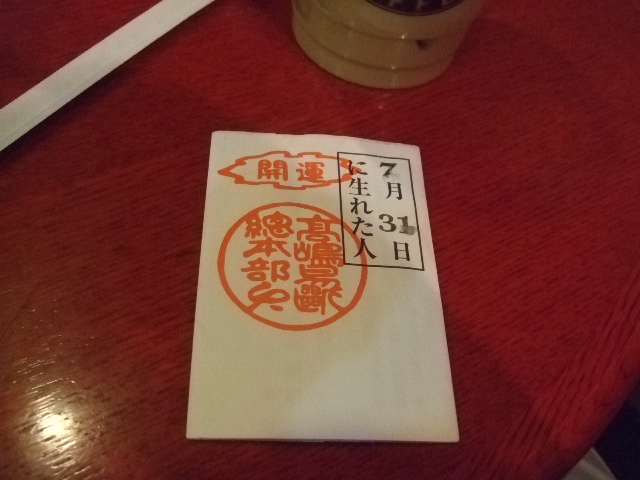 開運
7月31日
に生れた人
高嶋易斷
總本部